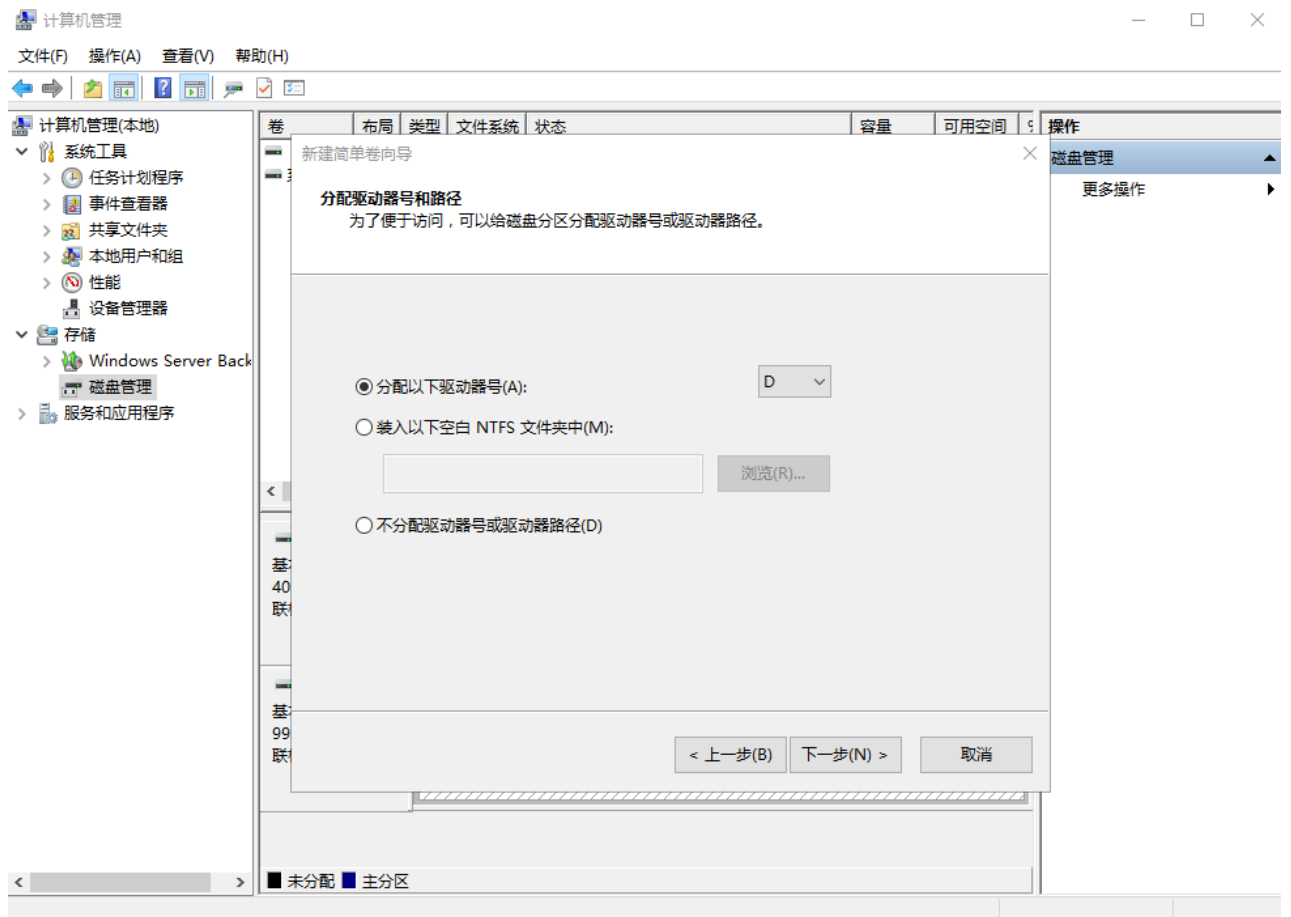 计算机管理
文件(F) 操作(A) 查看(V) 帮助(H)
计算机管理(本地)
系统工具
任务计划程序
事件查看器
共享文件夹
本地用户和组
性能
设备管理器
存储
Windows Server Back
磁盘管理
服务和应用程序
卷 布局 类型 文件系统 状态 容量 可用空间
新建简单卷向导
分配驱动器号和路径
为了便于访问，可以给磁盘分区分配驱动器号或驱动器路径。
分配以下驱动器号(A): D
装入以下空白 NTFS 文件夹中(M):
浏览(R)...
不分配驱动器号或驱动器路径(D)
< 上一步(B) 下一步(N) > 取消
40
99
未分配 主分区
操作
磁盘管理
更多操作